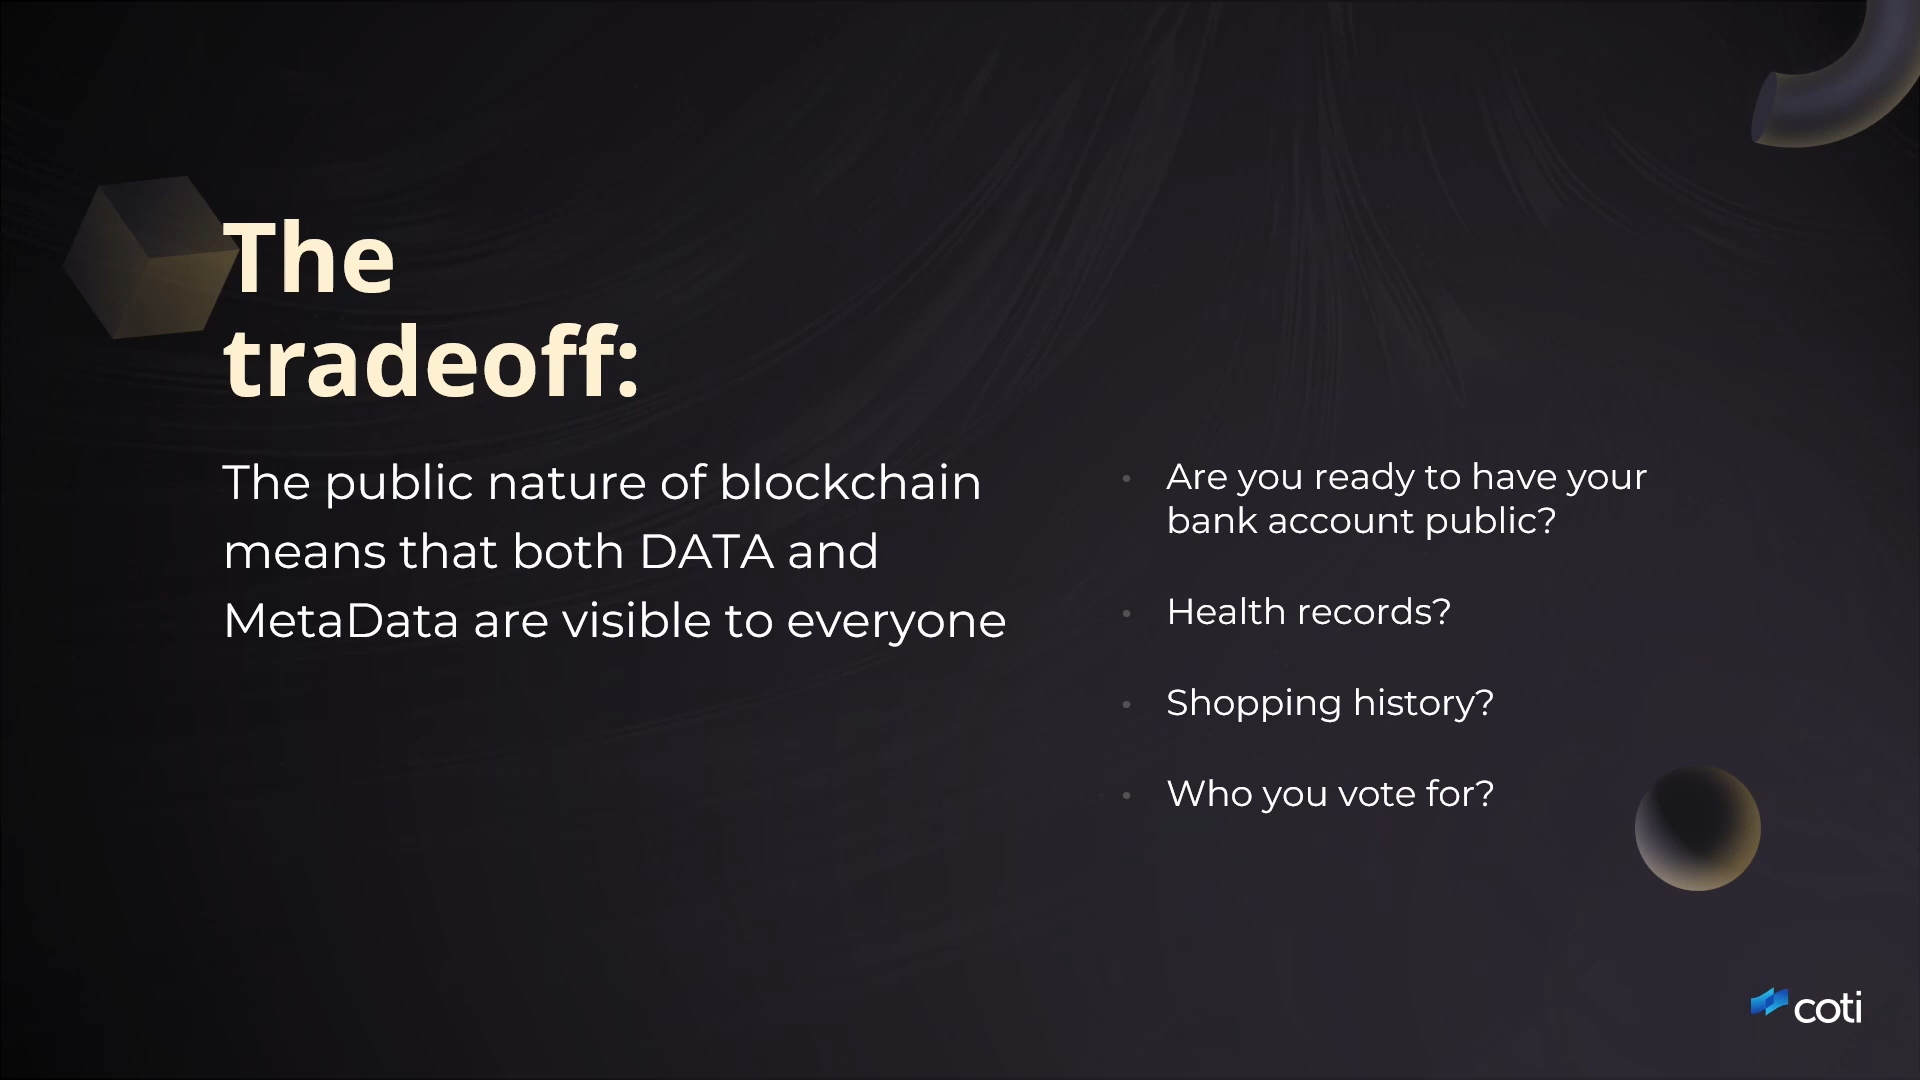 The
tradeoff:
The public nature of blockchain
means that both DATA and
MetaData are visible to everyone
• Are you ready to have your
bank account public?
• Health records?
• Shopping history?
• Who you vote for?
coti